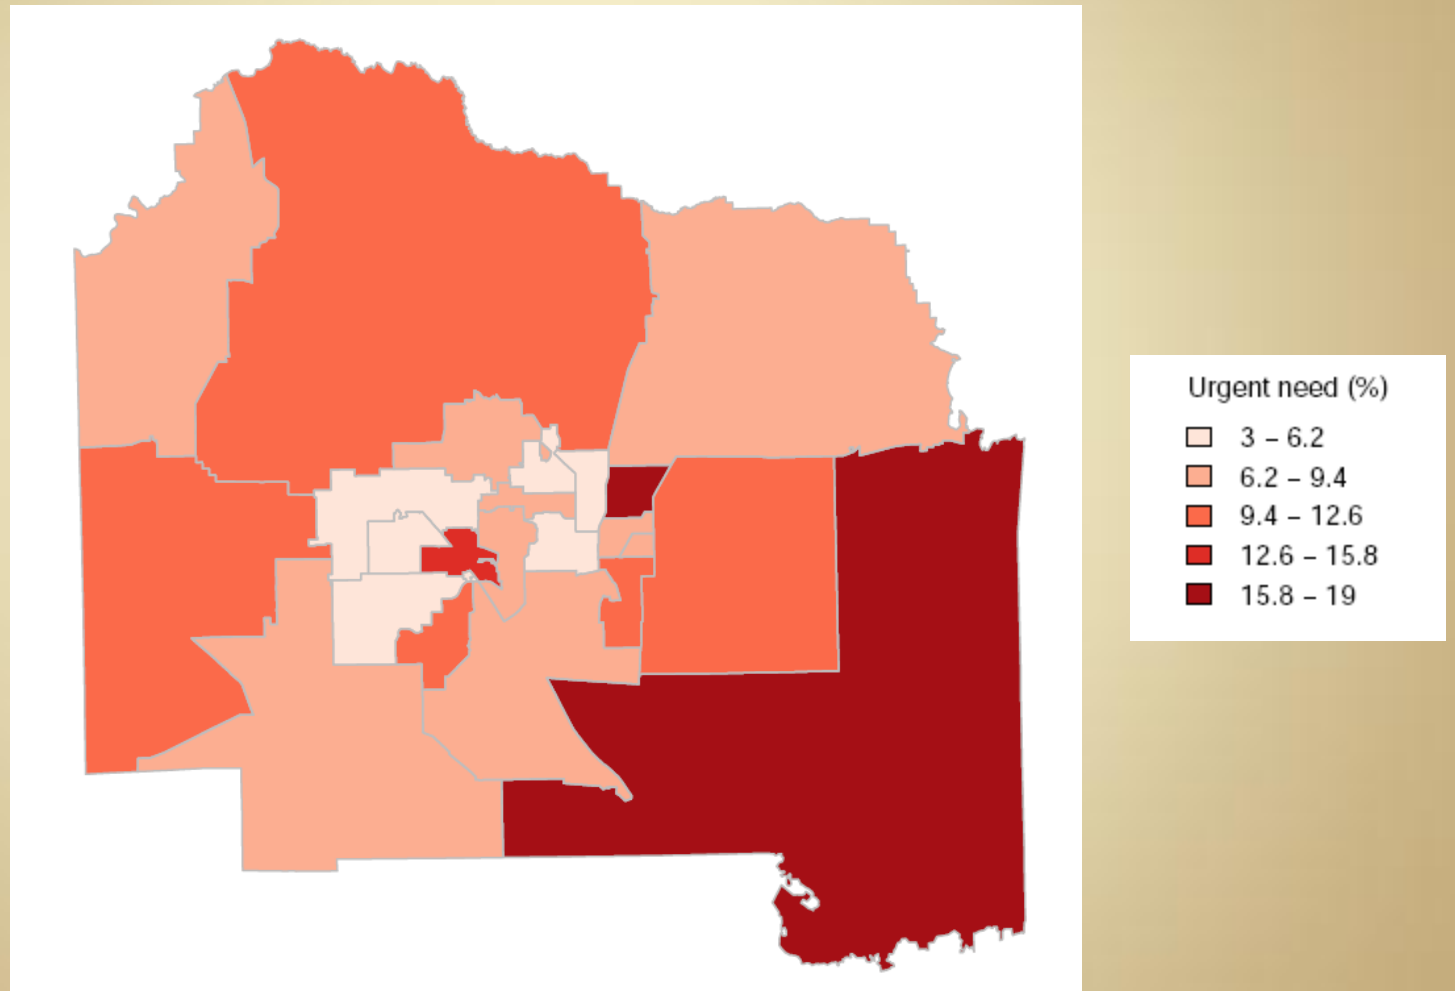 Urgent need (%)
3 – 6.2
6.2 – 9.4
9.4 – 12.6
12.6 – 15.8
15.8 – 19